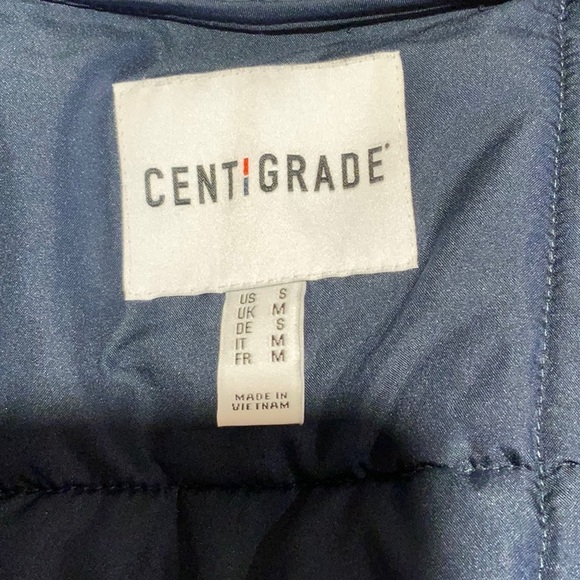 CENTIGRADE®
US S
UK M
DE S
IT M
FR M
MADE IN
VIETNAM